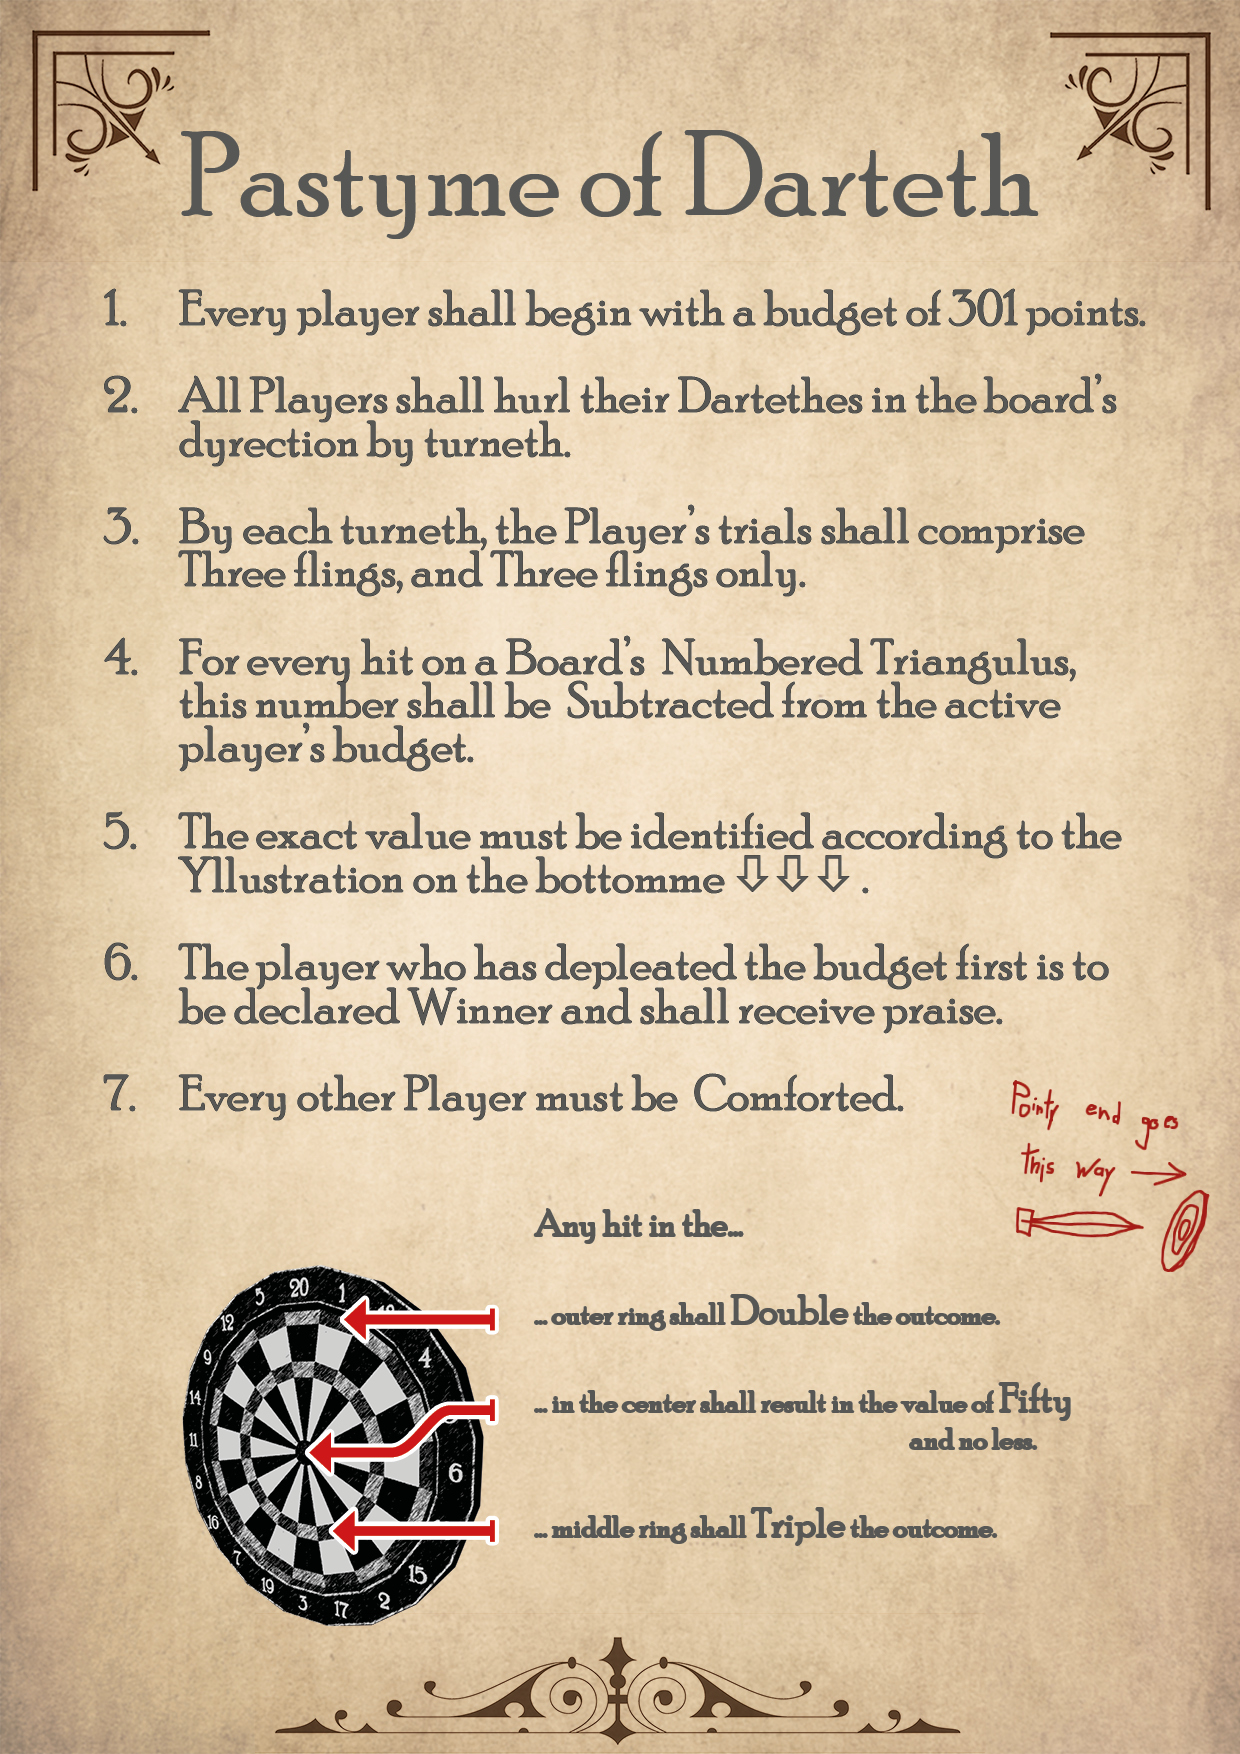 Pastyme of Darteth
1. Every player shall begin with a budget of 301 points.
2. All Players shall hurl their Dartethes in the board's
dyrection by turneth.
3. By each turneth, the Player's trials shall comprise
Three flings, and Three flings only.
4. For every hit on a Board's Numbered Triangulus,
this number shall be Subtracted from the active
player's budget.
5. The exact value must be identified according to the
Yllustration on the bottomme ⇩⇩⇩ .
6. The player who has depleated the budget first is to
be declared Winner and shall receive praise.
7. Every other Player must be Comforted.
Pointy end goes
this way →
Any hit in the...
... outer ring shall Double the outcome.
... in the center shall result in the value of Fifty
and no less.
... middle ring shall Triple the outcome.
20
1
4
6
15
2
17
3
19
7
16
8
11
14
9
12
5